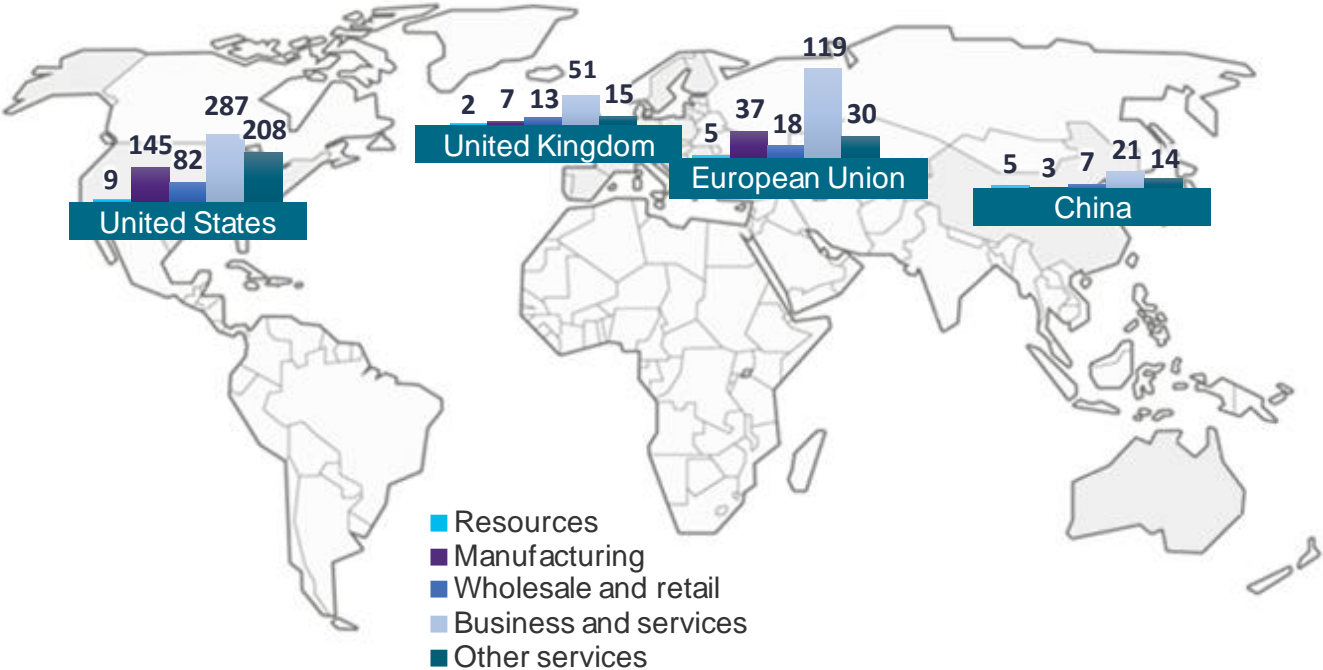 9 145 82 287 208
United States
2 7 13 51 15
United Kingdom
5 37 18 119 30
European Union
5 3 7 21 14
China
Resources
Manufacturing
Wholesale and retail
Business and services
Other services